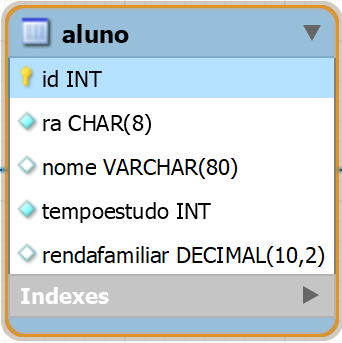 aluno
id INT
ra CHAR(8)
nome VARCHAR(80)
tempoestudo INT
rendafamiliar DECIMAL(10,2)
Indexes